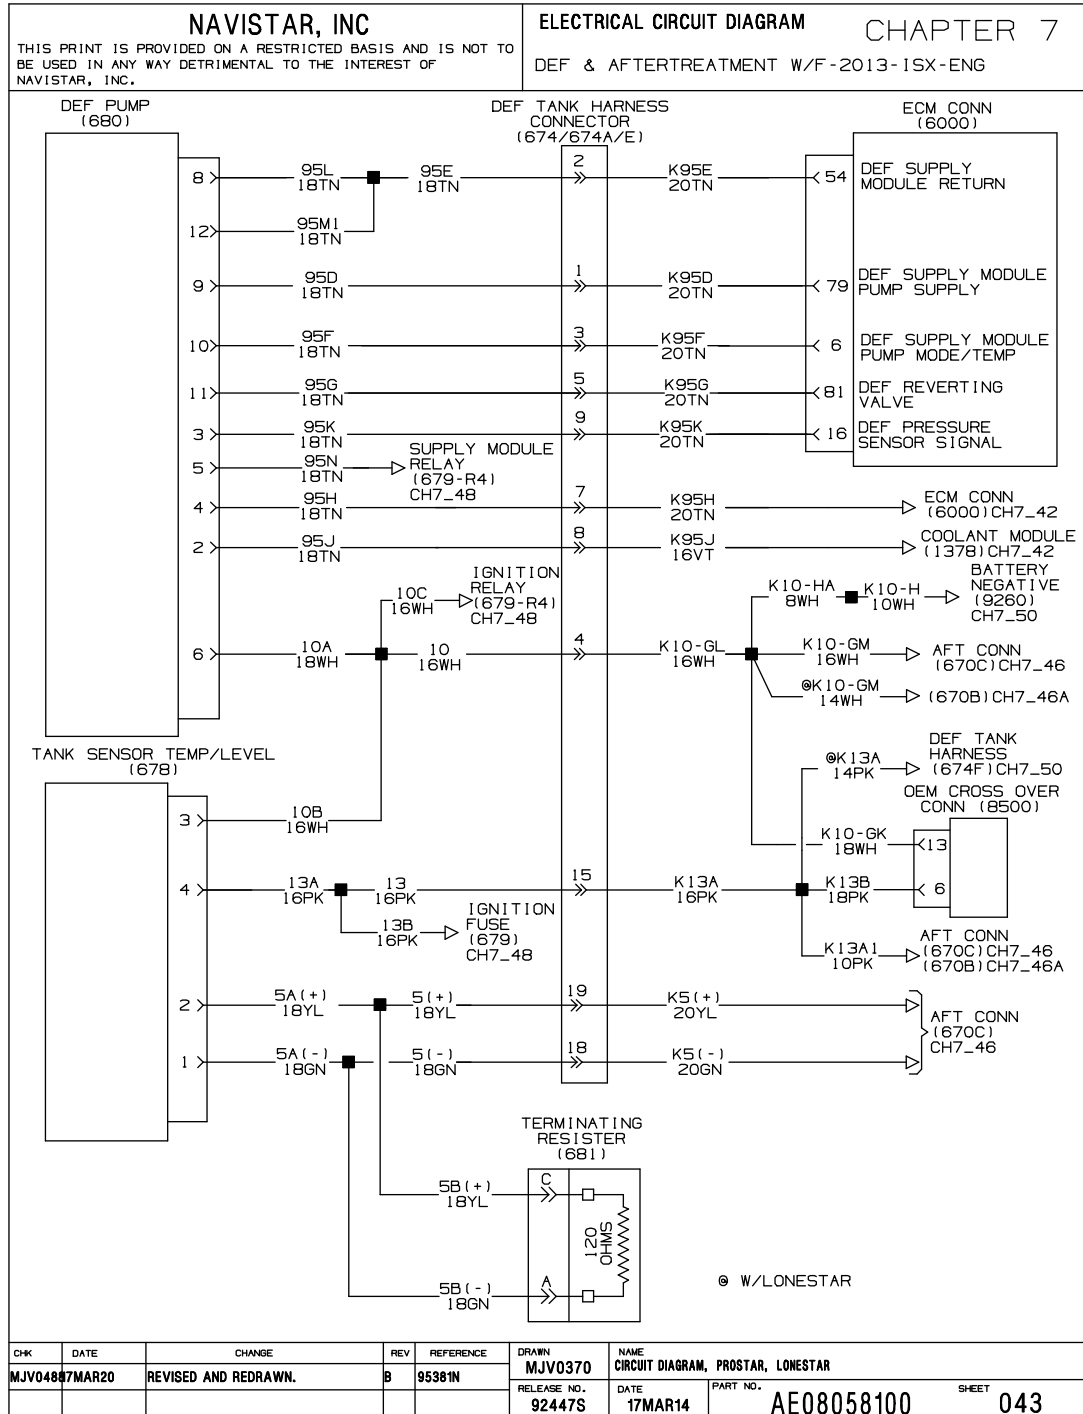 NAVISTAR, INC
THIS PRINT IS PROVIDED ON A RESTRICTED BASIS AND IS NOT TO
BE USED IN ANY WAY DETRIMENTAL TO THE INTEREST OF
NAVISTAR, INC.
ELECTRICAL CIRCUIT DIAGRAM
CHAPTER 7
DEF & AFTERTREATMENT W/F-2013-ISX-ENG
DEF PUMP
(680)
DEF TANK HARNESS
CONNECTOR
(674/674A/E)
ECM CONN
(6000)
8
95L
18TN
95E
18TN
2
K95E
20TN
54
DEF SUPPLY
MODULE RETURN
12
95M1
18TN
9
95D
18TN
1
K95D
20TN
79
DEF SUPPLY MODULE
PUMP SUPPLY
10
95F
18TN
3
K95F
20TN
6
DEF SUPPLY MODULE
PUMP MODE/TEMP
11
95G
18TN
5
K95G
20TN
81
DEF REVERTING
VALVE
3
95K
18TN
9
K95K
20TN
16
DEF PRESSURE
SENSOR SIGNAL
5
95N
18TN
SUPPLY MODULE
RELAY
(679-R4)
CH7_48
4
95H
18TN
7
K95H
20TN
ECM CONN
(6000)CH7_42
2
95J
18TN
8
K95J
16VT
COOLANT MODULE
(1378)CH7_42
10C
16WH
IGNITION
RELAY
(679-R4)
CH7_48
K10-HA
8WH
K10-H
10WH
BATTERY
NEGATIVE
(9260)
CH7_50
6
10A
18WH
10
16WH
4
K10-GL
16WH
K10-GM
16WH
AFT CONN
(670C)CH7_46
@K10-GM
14WH
(670B)CH7_46A
TANK SENSOR TEMP/LEVEL
(678)
@K13A
14PK
DEF TANK
HARNESS
(674F)CH7_50
OEM CROSS OVER
CONN (8500)
3
10B
16WH
K10-GK
18WH
13
4
13A
16PK
13
16PK
15
K13A
16PK
K13B
18PK
6
13B
16PK
IGNITION
FUSE
(679)
CH7_48
K13A1
10PK
AFT CONN
(670C)CH7_46
(670B)CH7_46A
2
5A(+)
18YL
5(+)
18YL
19
K5(+)
20YL
1
5A(-)
18GN
5(-)
18GN
18
K5(-)
20GN
AFT CONN
(670C)
CH7_46
TERMINATING
RESISTER
(681)
5B(+)
18YL
C
120
OHMS
5B(-)
18GN
A
@ W/LONESTAR
CHK
DATE
CHANGE
REV
REFERENCE
DRAWN
MJV0370
NAME
CIRCUIT DIAGRAM, PROSTAR, LONESTAR
17MAR20
REVISED AND REDRAWN.
B
95381N
RELEASE NO.
92447S
DATE
17MAR14
PART NO.
AE08058100
SHEET
043